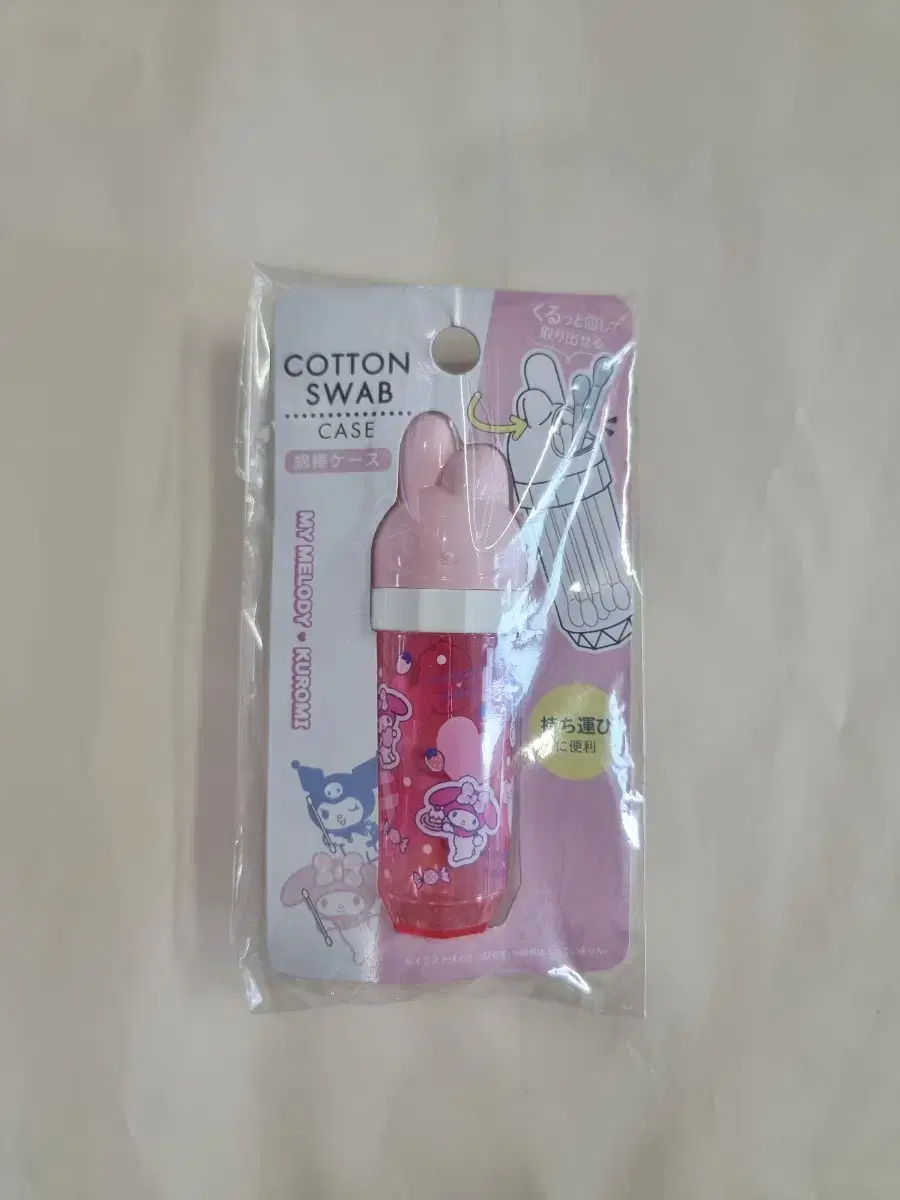 COTTON
SWAB
CASE
綿棒ケース
くるっと回して
取り出せる
MY MELODY ♥ KUROMI
持ち運び
に便利